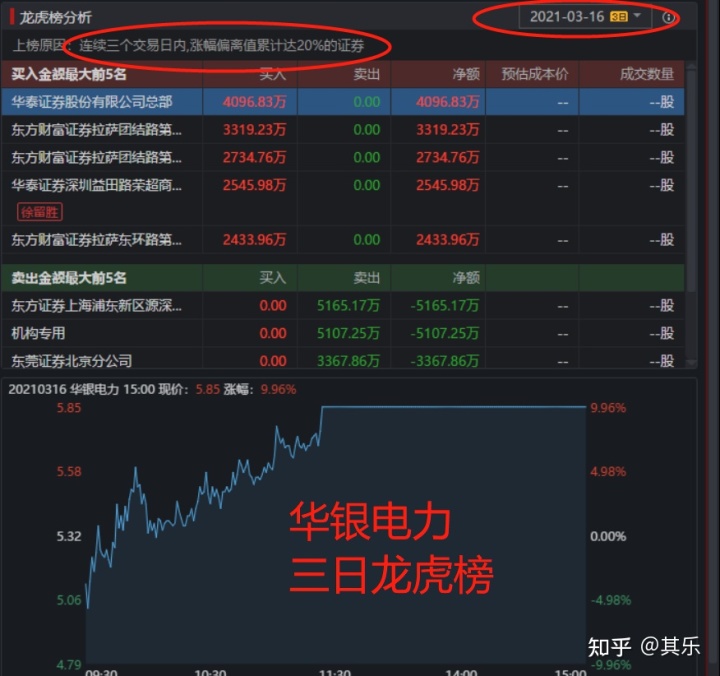 龙虎榜分析
2021-03-16 3日
上榜原因: 连续三个交易日内,涨幅偏离值累计达20%的证券
买入金额最大前5名 买入 卖出 净额 预估成本价 成交数量
华泰证券股份有限公司总部 4096.83万 0.00 4096.83万 -- --股
东方财富证券拉萨团结路第... 3319.23万 0.00 3319.23万 -- --股
东方财富证券拉萨团结路第... 2734.76万 0.00 2734.76万 -- --股
华泰证券深圳益田路荣超商... 2545.98万 0.00 2545.98万 -- --股
徐留胜
东方财富证券拉萨东环路第... 2433.96万 0.00 2433.96万 -- --股
卖出金额最大前5名 买入 卖出 净额
东方证券上海浦东新区源深... 0.00 5165.17万 -5165.17万 -- --股
机构专用 0.00 5107.25万 -5107.25万 -- --股
东莞证券北京分公司 0.00 3367.86万 -3367.86万 -- --股
20210316 华银电力 15:00 现价: 5.85 涨幅: 9.96%
5.85 9.96%
5.58 4.98%
华银电力
5.32 0.00%
三日龙虎榜
5.06 -4.98%
知乎 @其乐
4.79 -9.96%
09:30 10:30 11:30 14:00 15:00